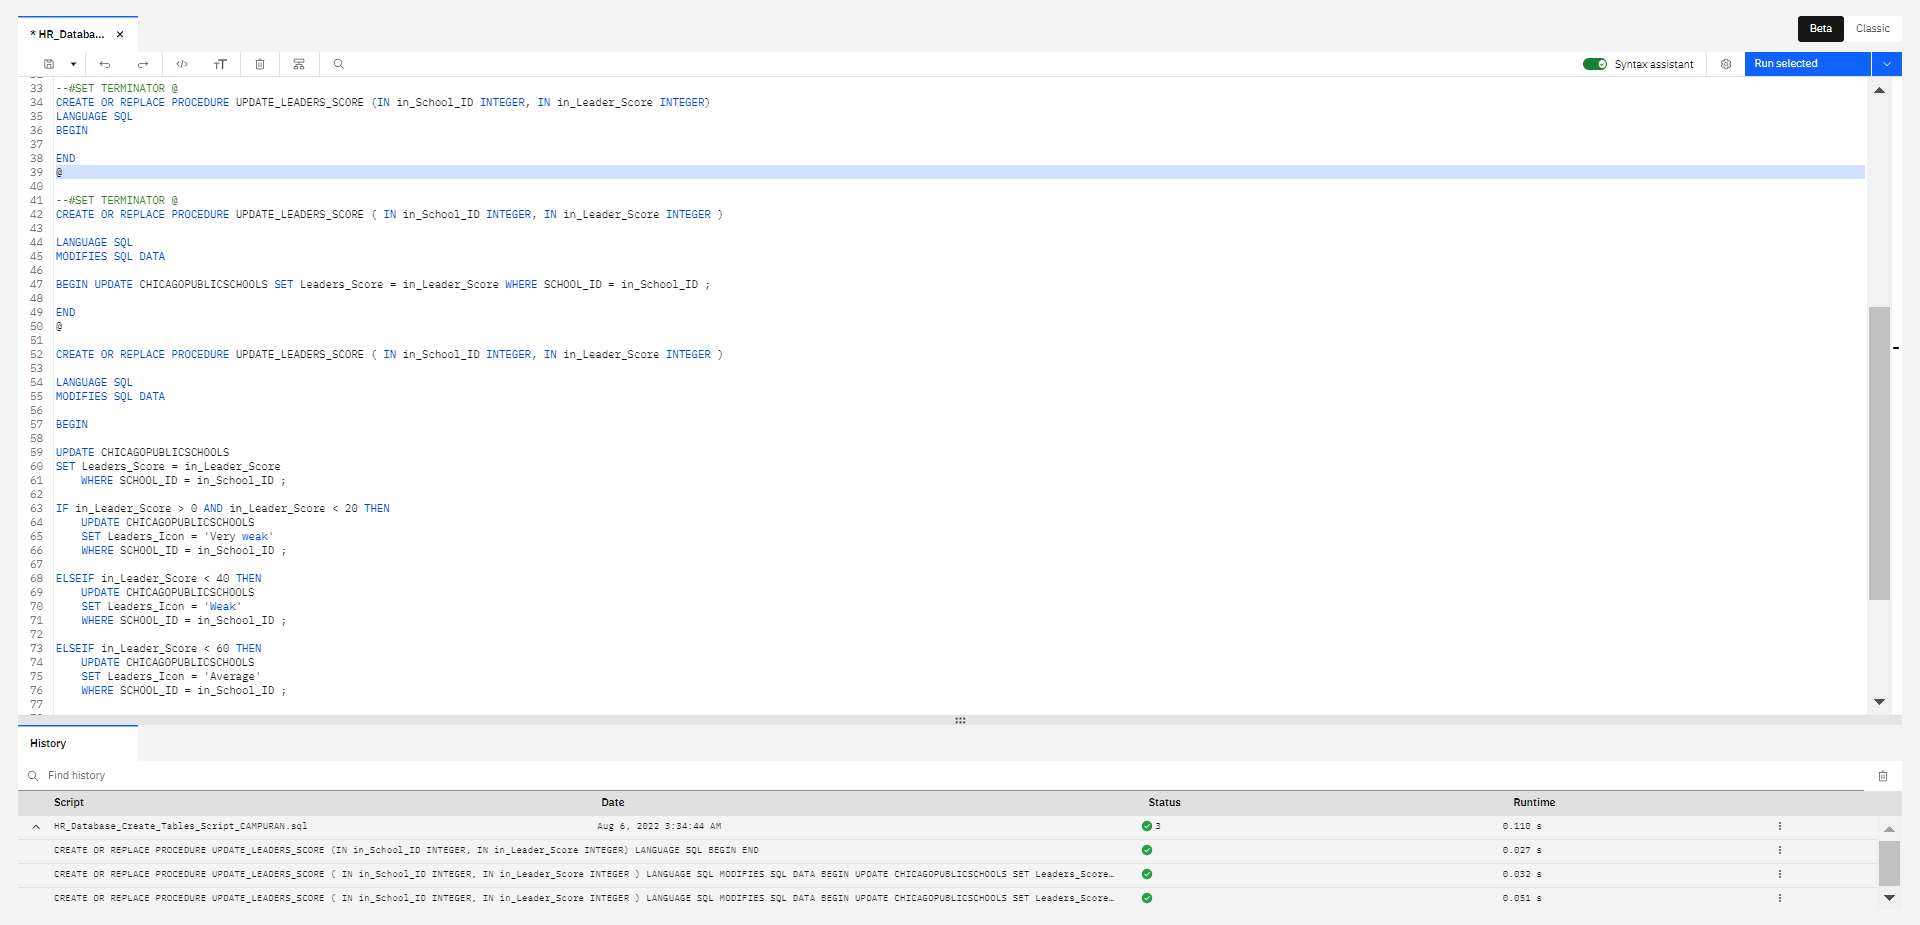 * HR_Databa...
Beta
Classic
Syntax assistant
Run selected
33 --#SET TERMINATOR @
34 CREATE OR REPLACE PROCEDURE UPDATE_LEADERS_SCORE (IN in_School_ID INTEGER, IN in_Leader_Score INTEGER)
35 LANGUAGE SQL
36 BEGIN
37
38 END
39 @
40
41 --#SET TERMINATOR @
42 CREATE OR REPLACE PROCEDURE UPDATE_LEADERS_SCORE ( IN in_School_ID INTEGER, IN in_Leader_Score INTEGER )
43
44 LANGUAGE SQL
45 MODIFIES SQL DATA
46
47 BEGIN UPDATE CHICAGOPUBLICSCHOOLS SET Leaders_Score = in_Leader_Score WHERE SCHOOL_ID = in_School_ID ;
48
49 END
50 @
51
52 CREATE OR REPLACE PROCEDURE UPDATE_LEADERS_SCORE ( IN in_School_ID INTEGER, IN in_Leader_Score INTEGER )
53
54 LANGUAGE SQL
55 MODIFIES SQL DATA
56
57 BEGIN
58
59 UPDATE CHICAGOPUBLICSCHOOLS
60 SET Leaders_Score = in_Leader_Score
61 WHERE SCHOOL_ID = in_School_ID ;
62
63 IF in_Leader_Score > 0 AND in_Leader_Score < 20 THEN
64 UPDATE CHICAGOPUBLICSCHOOLS
65 SET Leaders_Icon = 'Very weak'
66 WHERE SCHOOL_ID = in_School_ID ;
67
68 ELSEIF in_Leader_Score < 40 THEN
69 UPDATE CHICAGOPUBLICSCHOOLS
70 SET Leaders_Icon = 'Weak'
71 WHERE SCHOOL_ID = in_School_ID ;
72
73 ELSEIF in_Leader_Score < 60 THEN
74 UPDATE CHICAGOPUBLICSCHOOLS
75 SET Leaders_Icon = 'Average'
76 WHERE SCHOOL_ID = in_School_ID ;
77
History
Find history
Script Date Status Runtime
HR_Database_Create_Tables_Script_CAMPURAN.sql Aug 6, 2022 3:34:44 AM 3 0.110 s
CREATE OR REPLACE PROCEDURE UPDATE_LEADERS_SCORE (IN in_School_ID INTEGER, IN in_Leader_Score INTEGER) LANGUAGE SQL BEGIN END 0.027 s
CREATE OR REPLACE PROCEDURE UPDATE_LEADERS_SCORE ( IN in_School_ID INTEGER, IN in_Leader_Score INTEGER ) LANGUAGE SQL MODIFIES SQL DATA BEGIN UPDATE CHICAGOPUBLICSCHOOLS SET Leaders_Score… 0.032 s
CREATE OR REPLACE PROCEDURE UPDATE_LEADERS_SCORE ( IN in_School_ID INTEGER, IN in_Leader_Score INTEGER ) LANGUAGE SQL MODIFIES SQL DATA BEGIN UPDATE CHICAGOPUBLICSCHOOLS SET Leaders_Score… 0.051 s